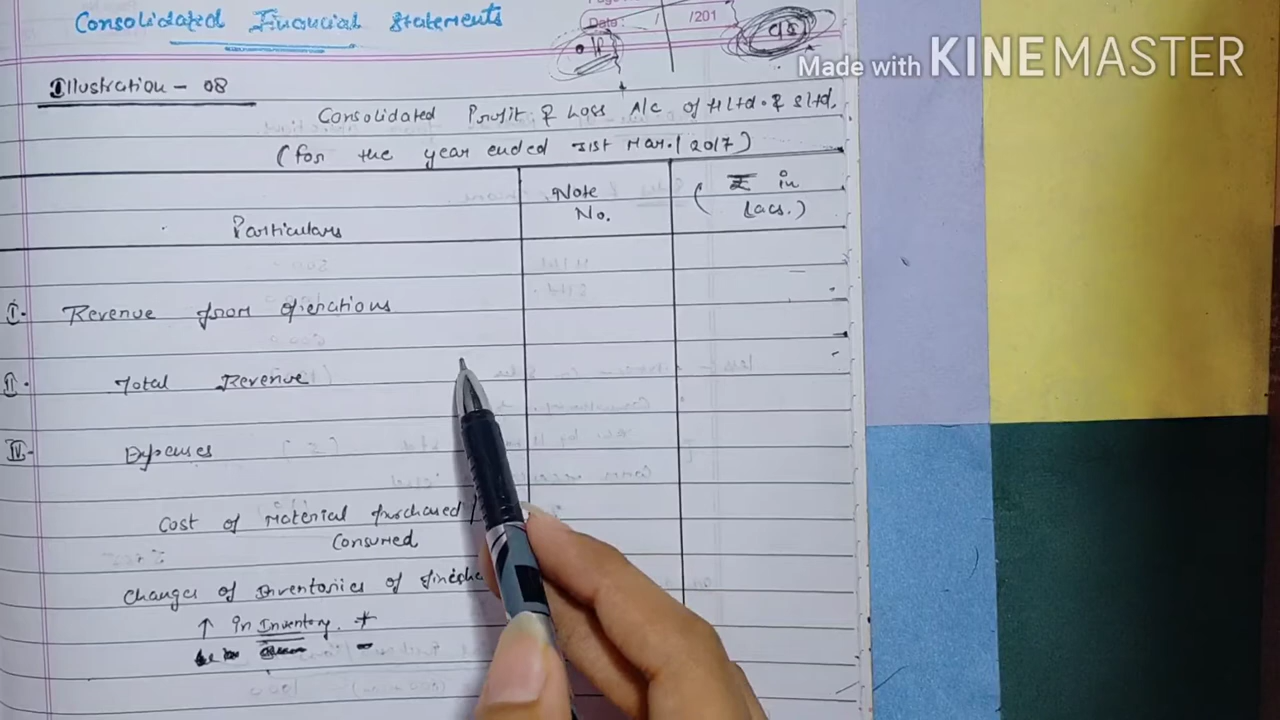 Consolidated Financial Statements
Date : / /201
Made with KINEMASTER
Illustration - 08
Consolidated Profit & Loss A/c of H Ltd. & S Ltd.
(for the year ended 31st Mar. 2017)
Particulars
Note No.
(₹ in Lacs.)
I. Revenue from operations
II. Total Revenue
IV. Expenses
Cost of Material Purchased /
Consumed
Changes of Inventories of finishe
↑ in Inventory. +